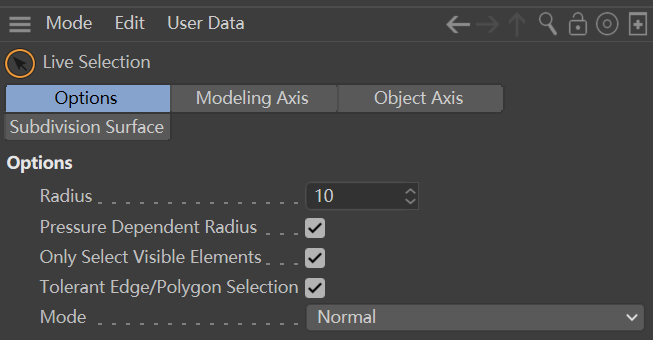 Mode Edit User Data
Live Selection
Options Modeling Axis Object Axis
Subdivision Surface
Options
Radius 10
Pressure Dependent Radius
Only Select Visible Elements
Tolerant Edge/Polygon Selection
Mode Normal